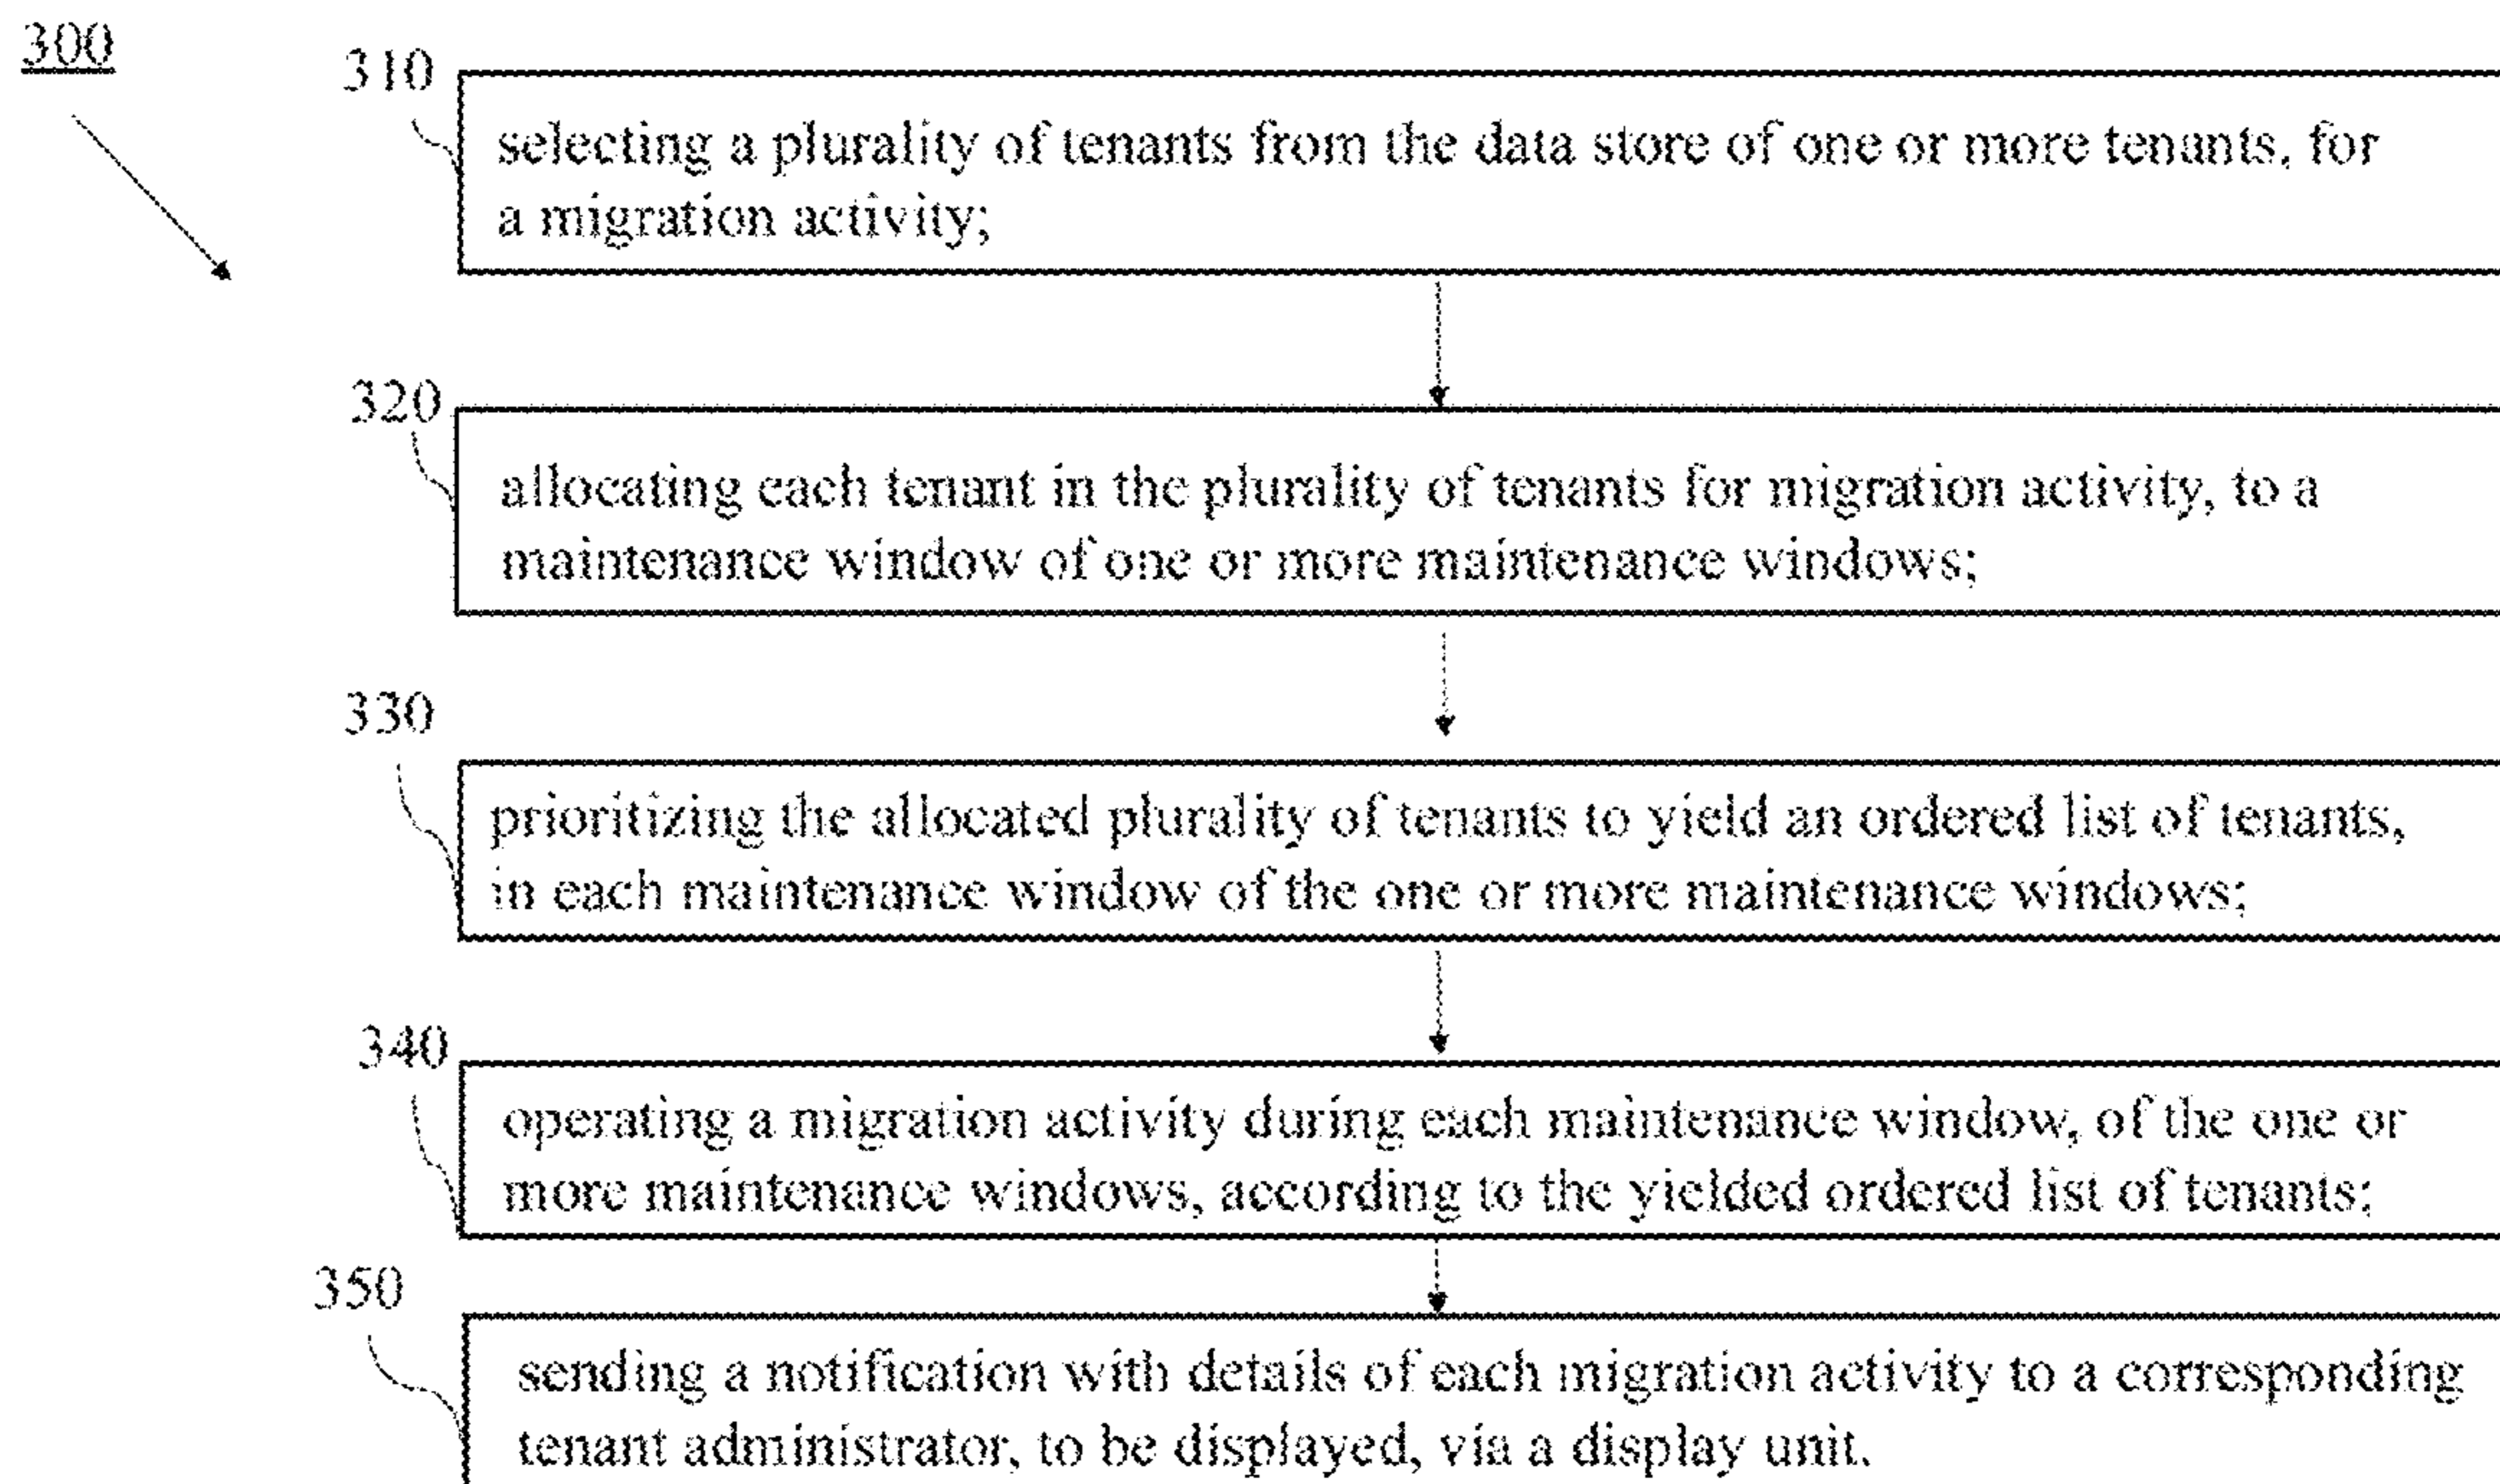 300
310
selecting a plurality of tenants from the data store of one or more tenants, for
a migration activity;
320
allocating each tenant in the plurality of tenants for migration activity, to a
maintenance window of one or more maintenance windows;
330
prioritizing the allocated plurality of tenants to yield an ordered list of tenants,
in each maintenance window of the one or more maintenance windows;
340
operating a migration activity during each maintenance window, of the one or
more maintenance windows, according to the yielded ordered list of tenants;
350
sending a notification with details of each migration activity to a corresponding
tenant administrator, to be displayed, via a display unit.